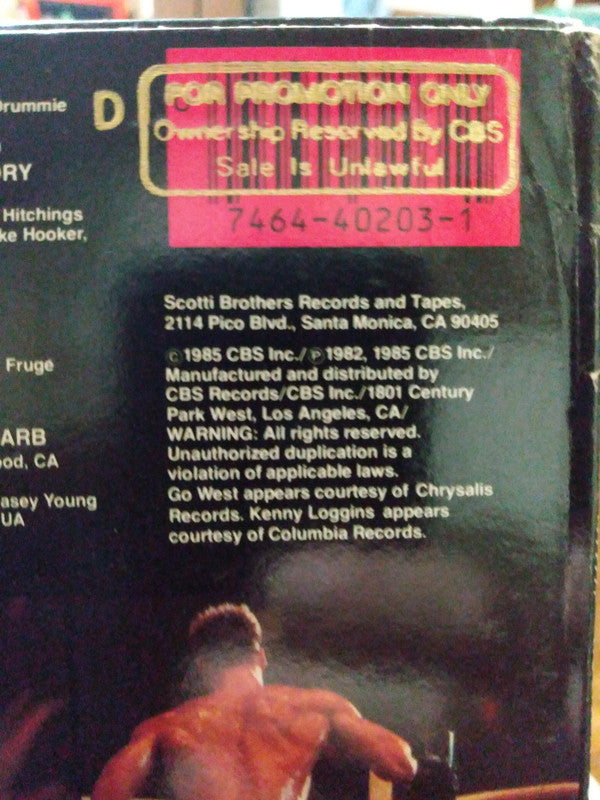 Drummie
D
FOR PROMOTION ONLY
Ownership Reserved By CBS
Sale Is Unlawful
7464-40203-1
ORY
Hitchings
ke Hooker,
Scotti Brothers Records and Tapes,
2114 Pico Blvd., Santa Monica, CA 90405
©1985 CBS Inc./℗1982, 1985 CBS Inc./
Manufactured and distributed by
CBS Records/CBS Inc./1801 Century
Park West, Los Angeles, CA/
WARNING: All rights reserved.
Unauthorized duplication is a
violation of applicable laws.
Go West appears courtesy of Chrysalis
Records. Kenny Loggins appears
courtesy of Columbia Records.
Frugé
ARB
ood, CA
asey Young
UA